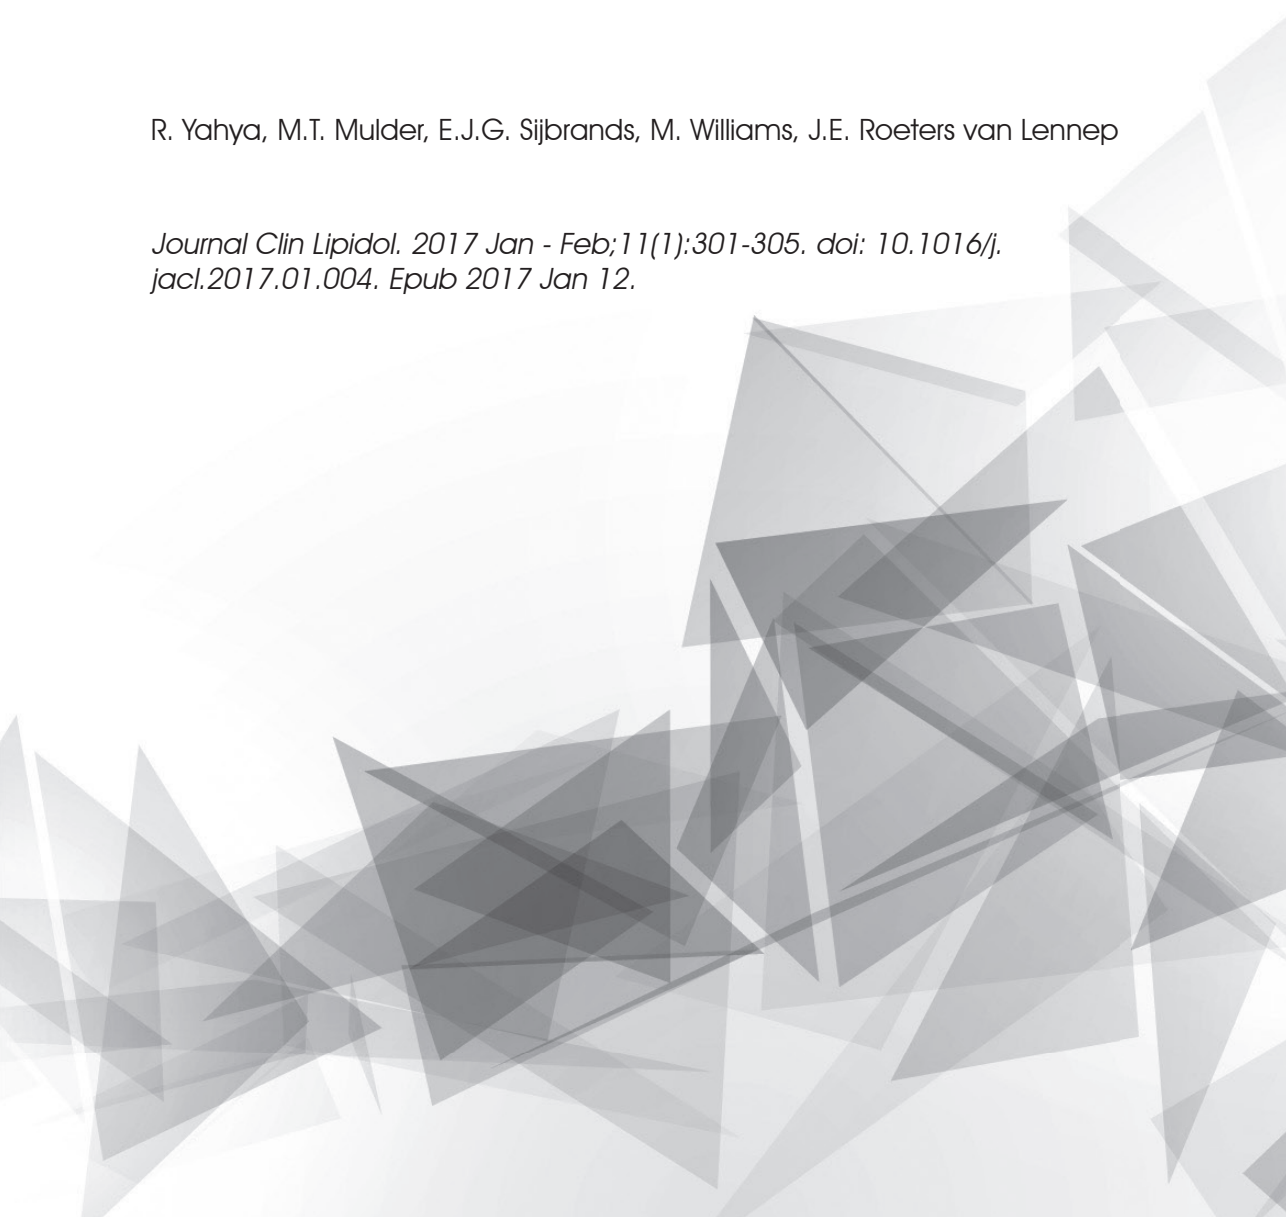 R. Yahya, M.T. Mulder, E.J.G. Sijbrands, M. Williams, J.E. Roeters van Lennep
Journal Clin Lipidol. 2017 Jan - Feb;11(1):301-305. doi: 10.1016/j.
jacl.2017.01.004. Epub 2017 Jan 12.